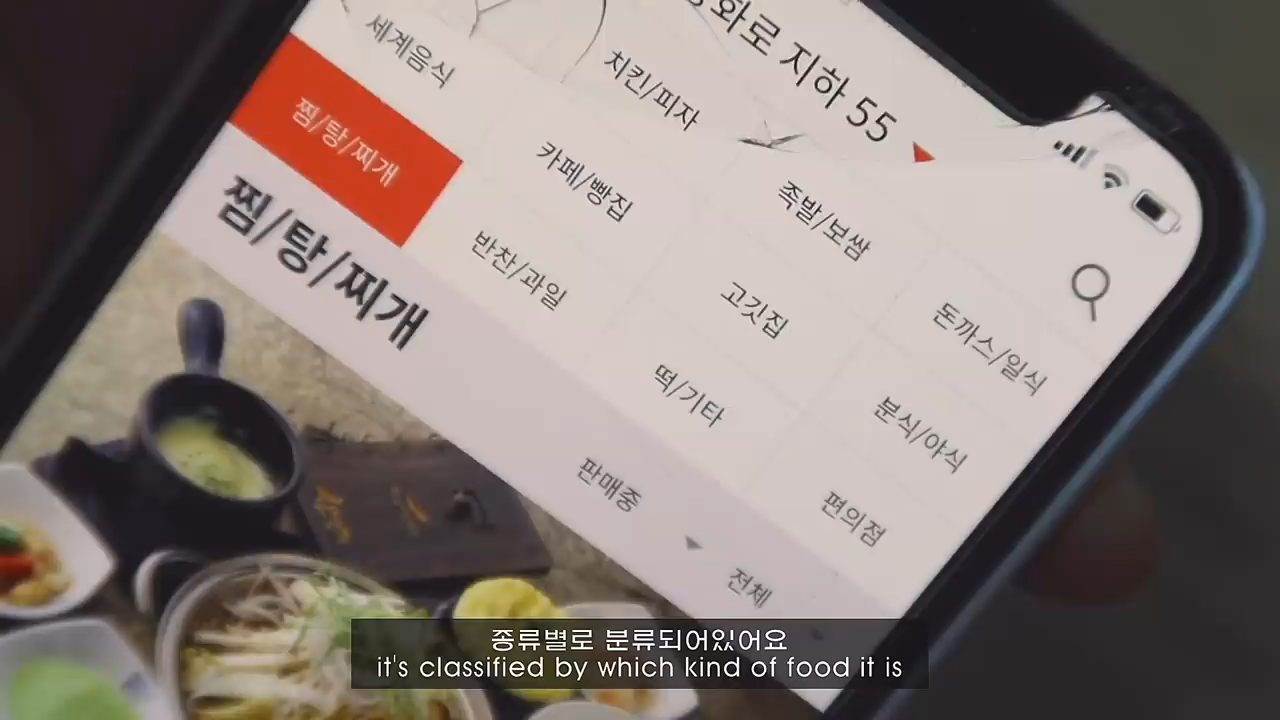 화로 지하 55
세계음식
치킨/피자
족발/보쌈
돈까스/일식
찜/탕/찌개
카페/빵집
고깃집
분식/야식
반찬/과일
떡/기타
편의점
찜/탕/찌개
판매중
전체
종류별로 분류되어있어요
it's classified by which kind of food it is